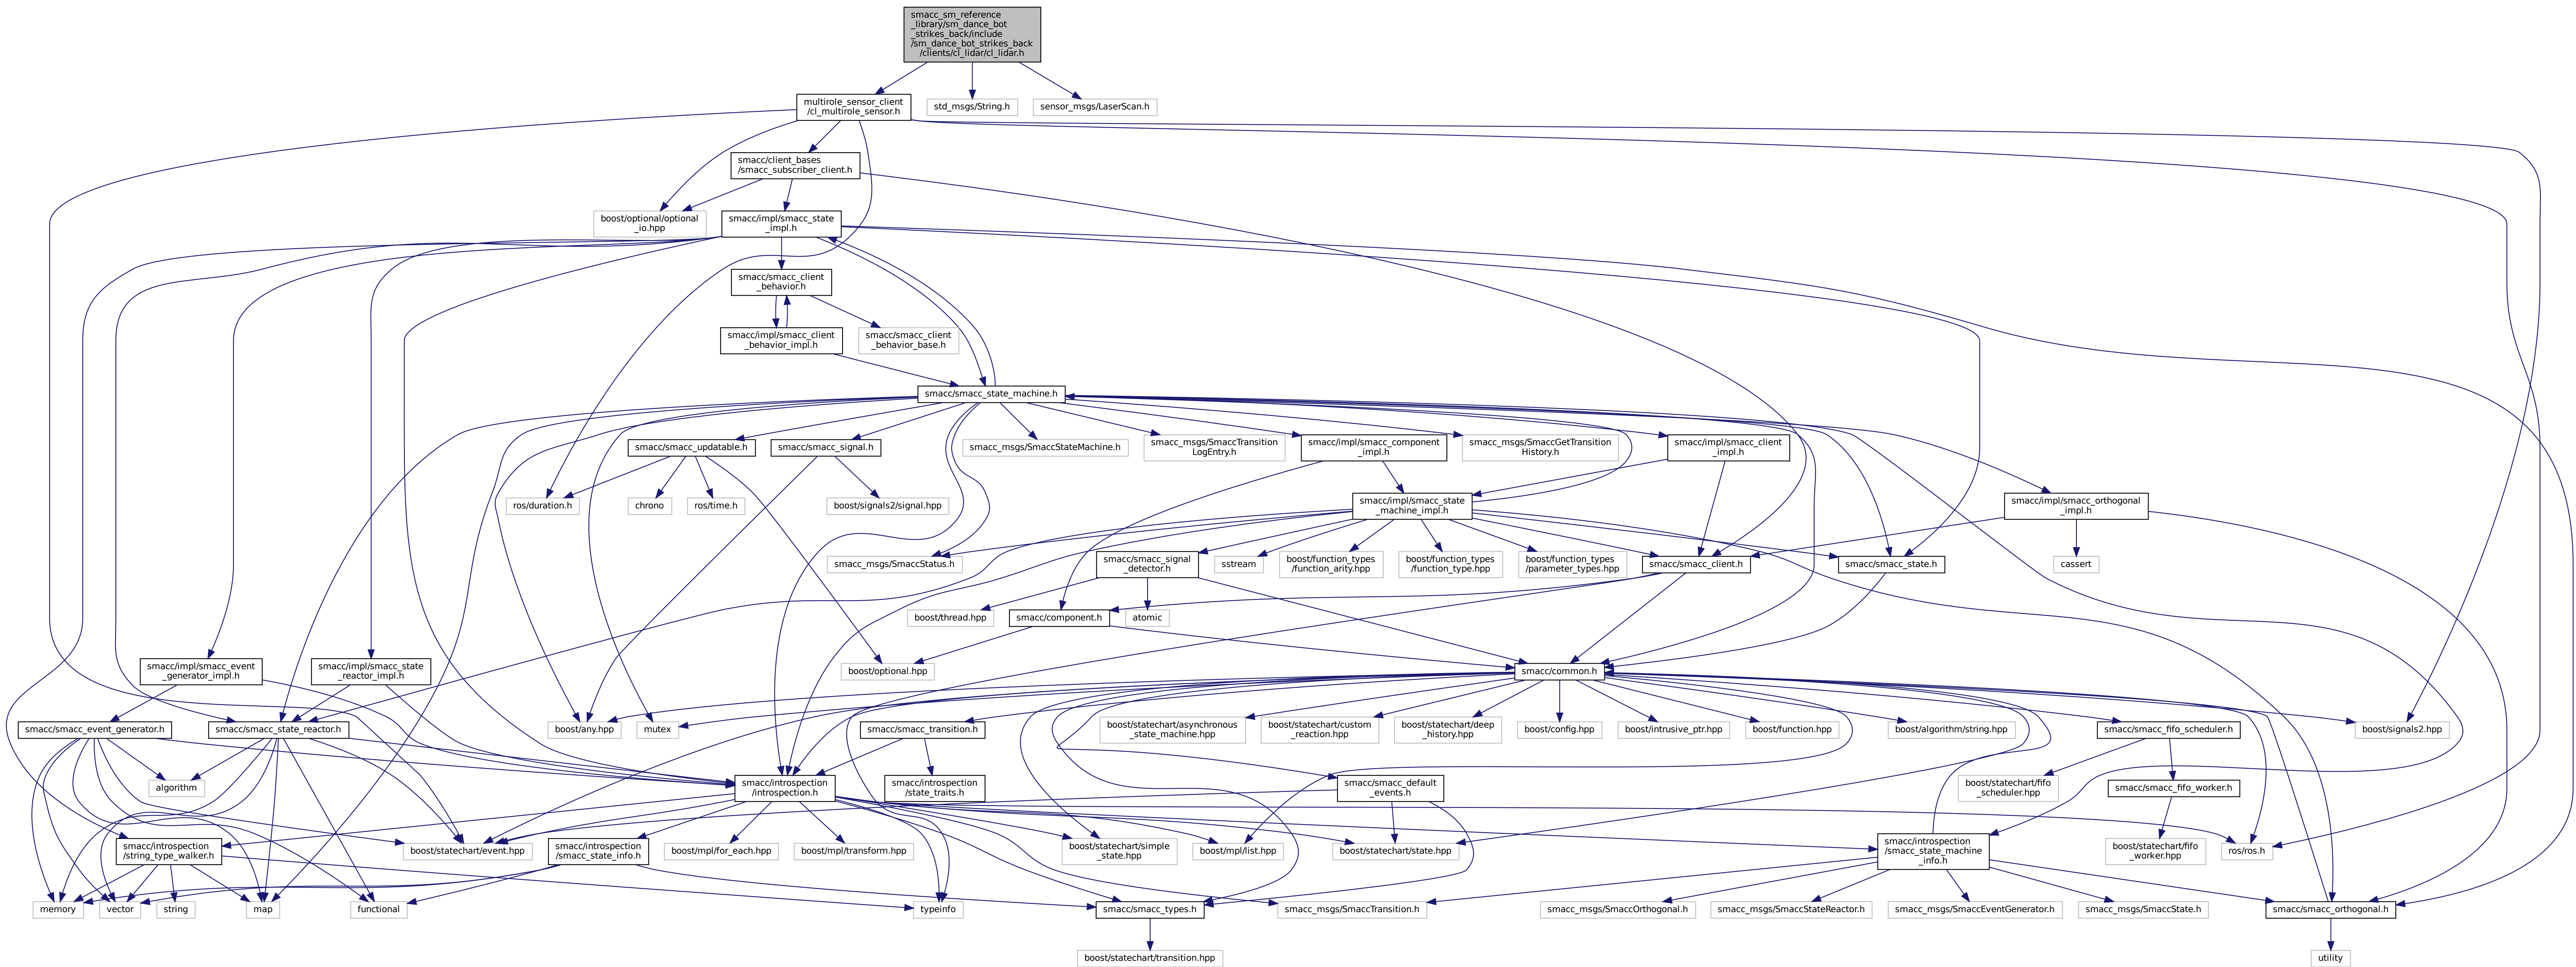 smacc_sm_reference
_library/sm_dance_bot
_strikes_back/include
/sm_dance_bot_strikes_back
/clients/cl_lidar/cl_lidar.h
multirole_sensor_client
/cl_multirole_sensor.h
std_msgs/String.h
sensor_msgs/LaserScan.h
smacc/client_bases
/smacc_subscriber_client.h
boost/optional/optional
_io.hpp
smacc/impl/smacc_state
_impl.h
smacc/smacc_client
_behavior.h
smacc/impl/smacc_client
_behavior_impl.h
smacc/smacc_client
_behavior_base.h
smacc/smacc_state_machine.h
smacc/smacc_updatable.h
smacc/smacc_signal.h
smacc_msgs/SmaccStateMachine.h
smacc_msgs/SmaccTransition
LogEntry.h
smacc/impl/smacc_component
_impl.h
smacc_msgs/SmaccGetTransition
History.h
smacc/impl/smacc_client
_impl.h
ros/duration.h
chrono
ros/time.h
boost/signals2/signal.hpp
smacc/impl/smacc_state
_machine_impl.h
smacc/impl/smacc_orthogonal
_impl.h
smacc_msgs/SmaccStatus.h
smacc/smacc_signal
_detector.h
sstream
boost/function_types
/function_arity.hpp
boost/function_types
/function_type.hpp
boost/function_types
/parameter_types.hpp
smacc/smacc_client.h
smacc/smacc_state.h
cassert
boost/thread.hpp
smacc/component.h
atomic
smacc/impl/smacc_event
_generator_impl.h
smacc/impl/smacc_state
_reactor_impl.h
boost/optional.hpp
smacc/common.h
smacc/smacc_event_generator.h
smacc/smacc_state_reactor.h
boost/any.hpp
mutex
smacc/smacc_transition.h
boost/statechart/asynchronous
_state_machine.hpp
boost/statechart/custom
_reaction.hpp
boost/statechart/deep
_history.hpp
boost/config.hpp
boost/intrusive_ptr.hpp
boost/function.hpp
boost/algorithm/string.hpp
smacc/smacc_fifo_scheduler.h
boost/signals2.hpp
algorithm
smacc/introspection
/introspection.h
smacc/introspection
/state_traits.h
smacc/smacc_default
_events.h
boost/statechart/fifo
_scheduler.hpp
smacc/smacc_fifo_worker.h
smacc/introspection
/string_type_walker.h
boost/statechart/event.hpp
smacc/introspection
/smacc_state_info.h
boost/mpl/for_each.hpp
boost/mpl/transform.hpp
boost/statechart/simple
_state.hpp
boost/mpl/list.hpp
boost/statechart/state.hpp
smacc/introspection
/smacc_state_machine
_info.h
boost/statechart/fifo
_worker.hpp
ros/ros.h
memory
vector
string
map
functional
typeinfo
smacc/smacc_types.h
smacc_msgs/SmaccTransition.h
smacc_msgs/SmaccOrthogonal.h
smacc_msgs/SmaccStateReactor.h
smacc_msgs/SmaccEventGenerator.h
smacc_msgs/SmaccState.h
smacc/smacc_orthogonal.h
boost/statechart/transition.hpp
utility